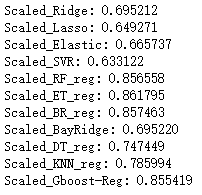 Scaled_Ridge: 0.695212
Scaled_Lasso: 0.649271
Scaled_Elastic: 0.665737
Scaled_SVR: 0.633122
Scaled_RF_reg: 0.856558
Scaled_ET_reg: 0.861795
Scaled_BR_reg: 0.857463
Scaled_BayRidge: 0.695220
Scaled_DT_reg: 0.747449
Scaled_KNN_reg: 0.785994
Scaled_Gboost-Reg: 0.855419